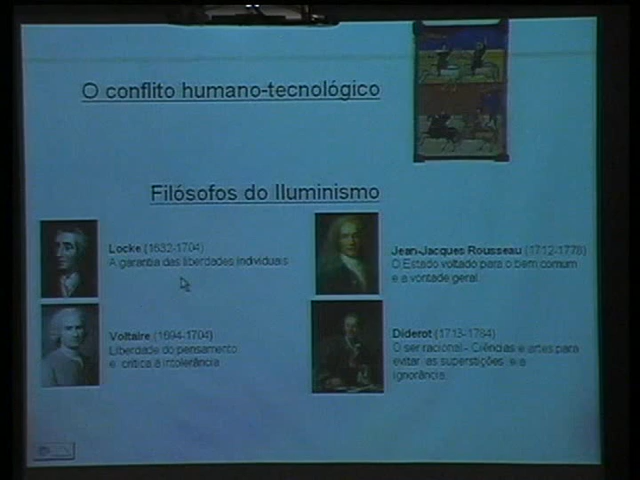 O conflito humano-tecnológico
Filósofos do Iluminismo
Locke (1632-1704)
A garantia das liberdades individuais
Jean-Jacques Rousseau (1712-1778)
O Estado voltado para o bem comum
e a vontade geral
Voltaire (1694-1704)
Liberdade do pensamento
e crítica à intolerância
Diderot (1713-1784)
O ser racional - Ciências e artes para
evitar as superstições e a
ignorância.